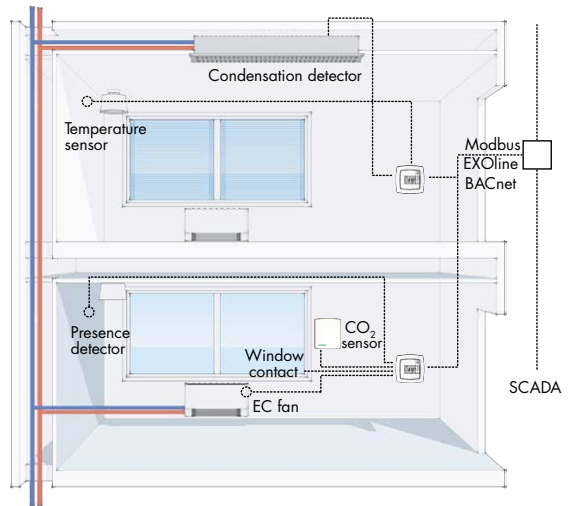 Condensation detector
Temperature
sensor
Modbus
EXOline
BACnet
Presence
detector
CO₂
sensor
Window
contact
EC fan
SCADA